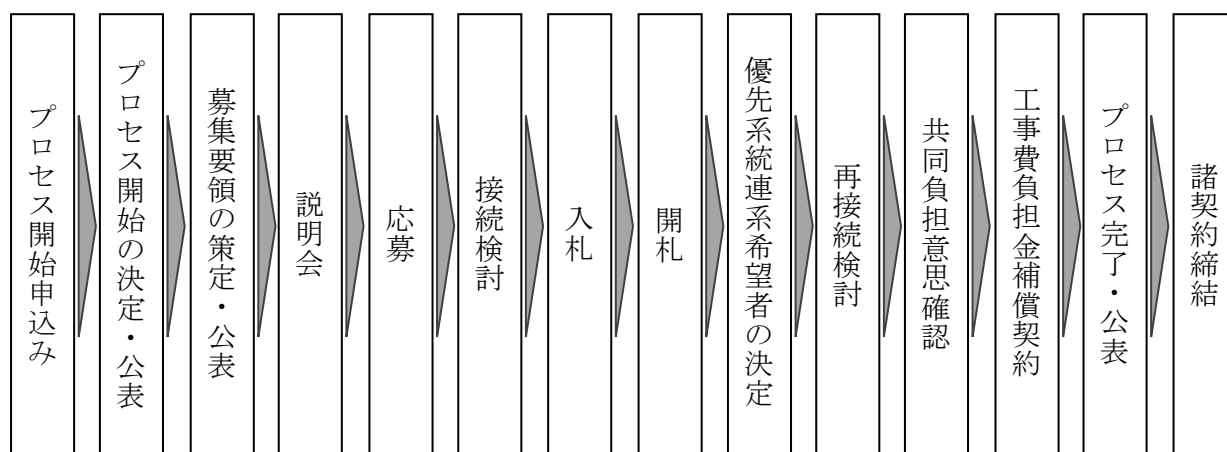 プロセス開始申込み
プロセス開始の決定・公表
募集要領の策定・公表
説明会
応募
接続検討
入札
開札
優先系統連系希望者の決定
再接続検討
共同負担意思確認
工事費負担金補償契約
プロセス完了・公表
諸契約締結